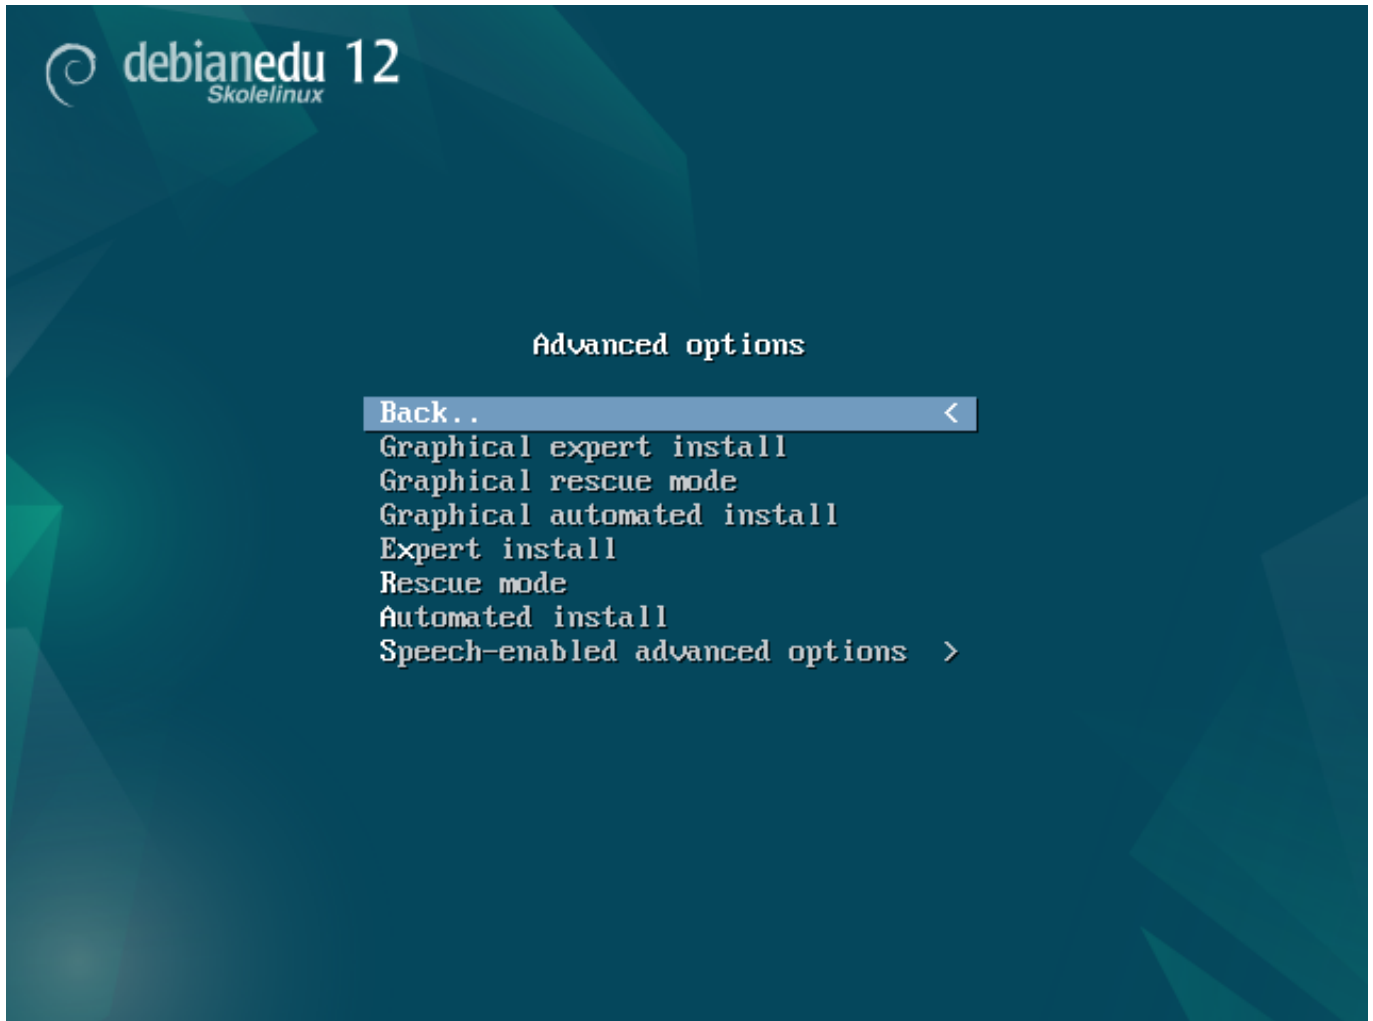 debianedu 12
Skolelinux
Advanced options
Back.. <
Graphical expert install
Graphical rescue mode
Graphical automated install
Expert install
Rescue mode
Automated install
Speech-enabled advanced options >